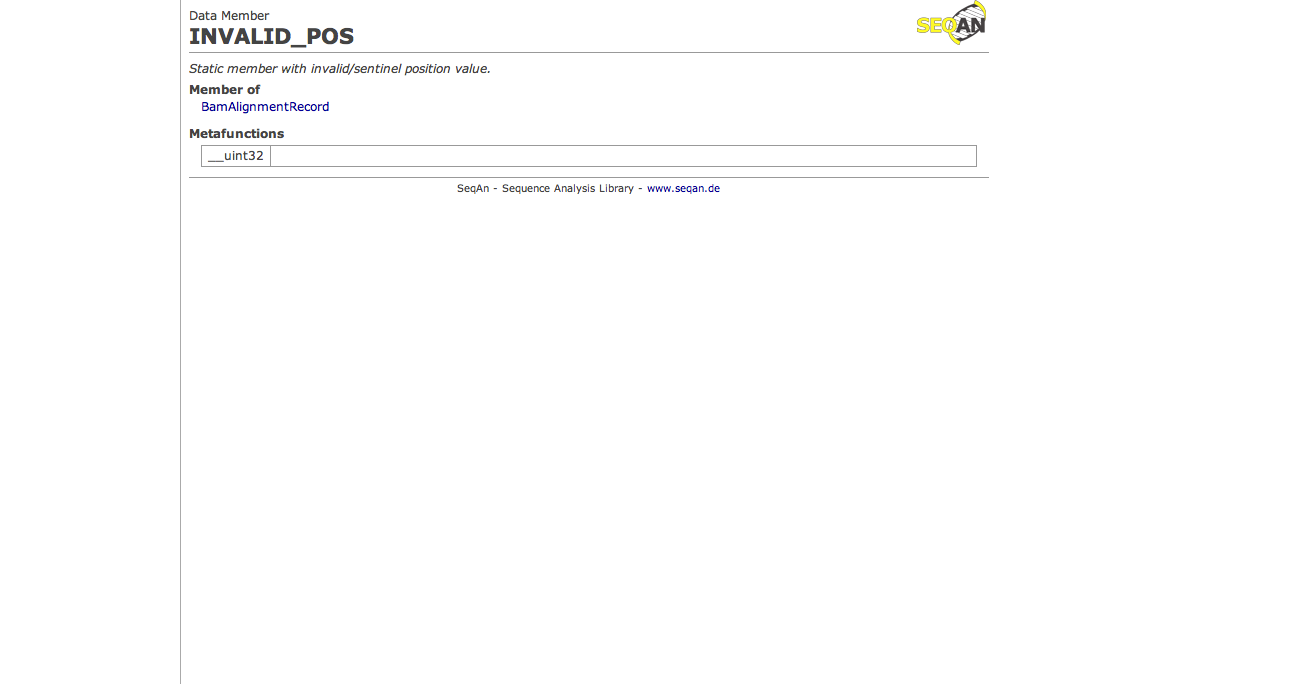 Data Member
SEQAN
INVALID_POS
Static member with invalid/sentinel position value.
Member of
BamAlignmentRecord
Metafunctions
__uint32
SeqAn - Sequence Analysis Library - www.seqan.de